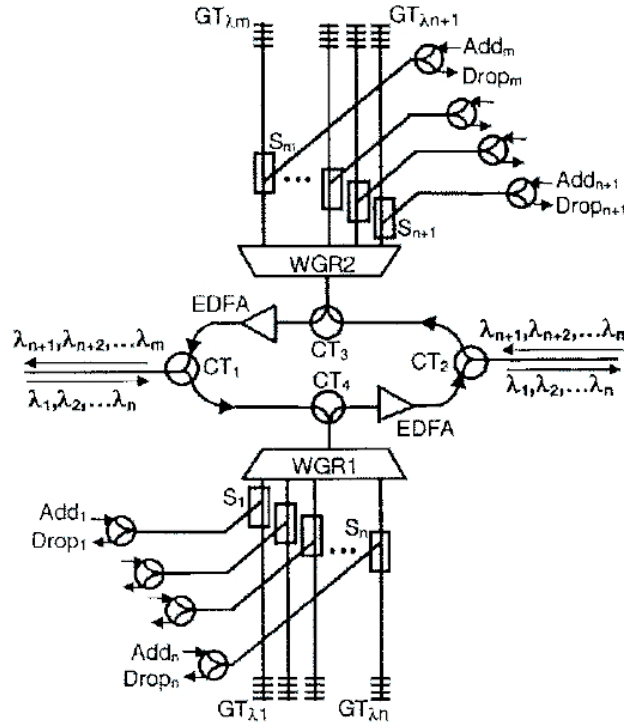 GTλm
GTλn+1
Addm
Dropm
Sm
Addn+1
Dropn+1
Sn+1
WGR2
EDFA
CT3
λn+1,λn+2,...λm
CT1
λ1,λ2,...λn
CT2
λn+1,λn+2,...λm
λ1,λ2,...λn
CT4
EDFA
WGR1
S1
Sn
Add1
Drop1
Addn
Dropn
GTλ1
GTλn